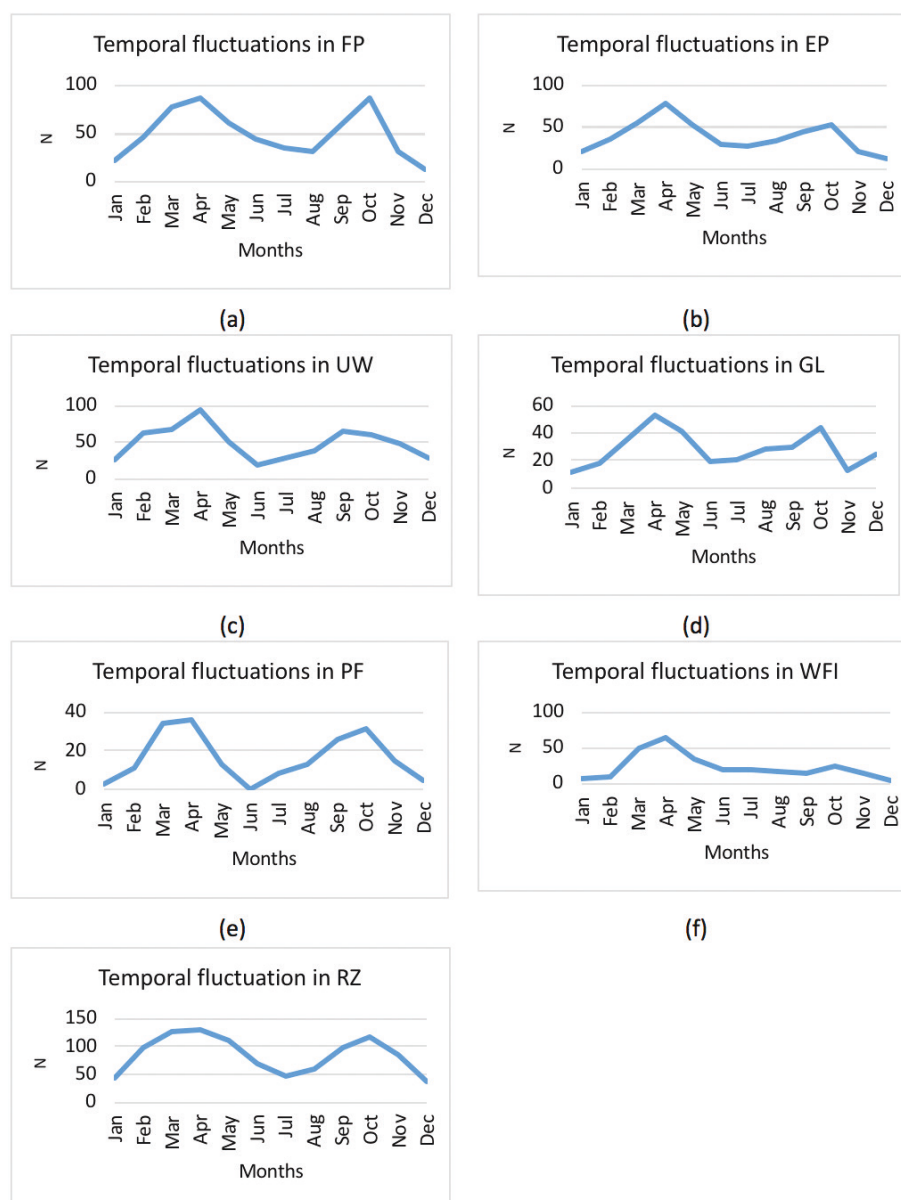 Temporal fluctuations in FP
100
50
0
N
Jan Feb Mar Apr May Jun Jul Aug Sep Oct Nov Dec
Months
(a)
Temporal fluctuations in EP
100
50
0
N
Jan Feb Mar Apr May Jun Jul Aug Sep Oct Nov Dec
Months
(b)
Temporal fluctuations in UW
100
50
0
N
Jan Feb Mar Apr May Jun Jul Aug Sep Oct Nov Dec
Months
(c)
Temporal fluctuations in GL
60
40
20
0
N
Jan Feb Mar Apr May Jun Jul Aug Sep Oct Nov Dec
Months
(d)
Temporal fluctuations in PF
40
20
0
N
Jan Feb Mar Apr May Jun Jul Aug Sep Oct Nov Dec
Months
(e)
Temporal fluctuations in WFI
100
50
0
N
Jan Feb Mar Apr May Jun Jul Aug Sep Oct Nov Dec
Months
(f)
Temporal fluctuation in RZ
150
100
50
0
N
Jan Feb Mar Apr May Jun Jul Aug Sep Oct Nov Dec
Months